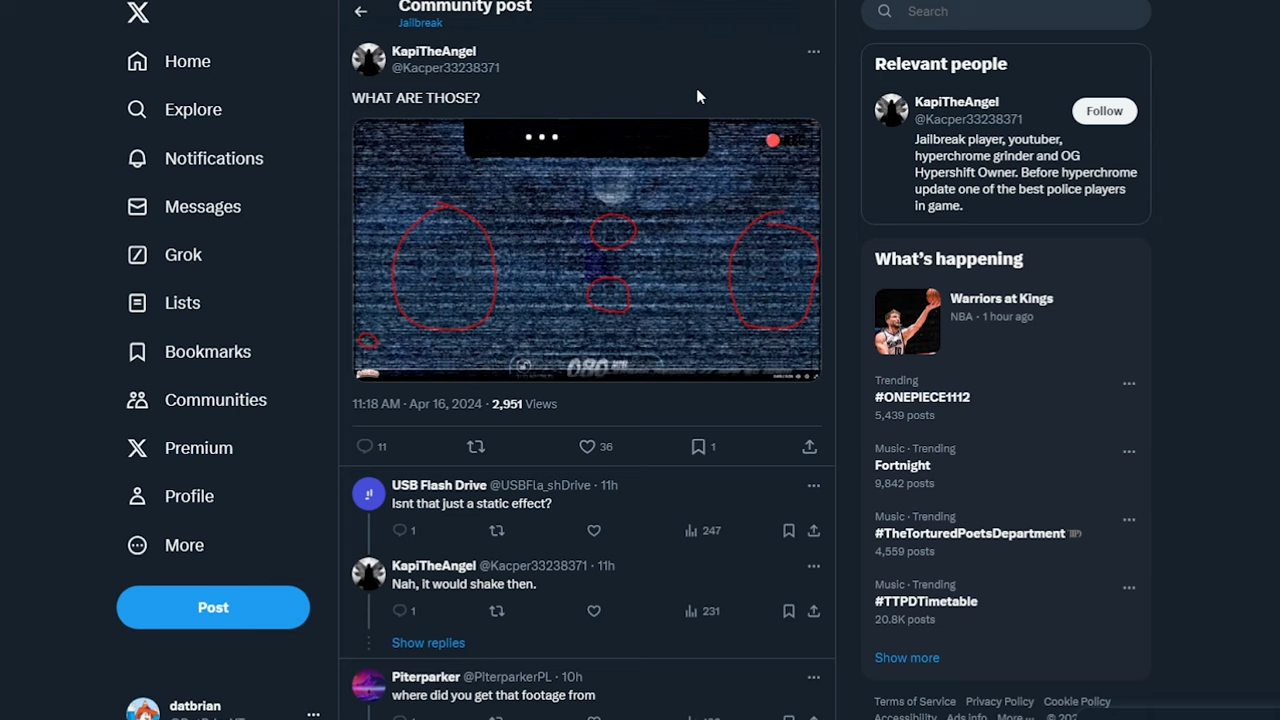 Community post
Jailbreak
Home
Explore
Notifications
Messages
Grok
Lists
Bookmarks
Communities
Premium
Profile
More
Post
datbrian
KapiTheAngel
@Kacper33238371
WHAT ARE THOSE?
080
11:18 AM · Apr 16, 2024 · 2,951 Views
11 36 1
USB Flash Drive @USBFla_shDrive · 11h
Isnt that just a static effect?
1 247
KapiTheAngel @Kacper33238371 · 11h
Nah, it would shake then.
1 231
Show replies
Piterparker @PiterparkerPL · 10h
where did you get that footage from
Search
Relevant people
KapiTheAngel
@Kacper33238371
Follow
Jailbreak player, youtuber,
hyperchrome grinder and OG
Hypershift Owner. Before hyperchrome
update one of the best police players
in game.
What's happening
Warriors at Kings
NBA · 1 hour ago
Trending
#ONEPIECE1112
5,439 posts
Music · Trending
Fortnight
9,842 posts
Music · Trending
#TheTorturedPoetsDepartment
4,559 posts
Music · Trending
#TTPDTimetable
20.8K posts
Show more
Terms of Service Privacy Policy Cookie Policy
Accessibility Ads info More ... © 202